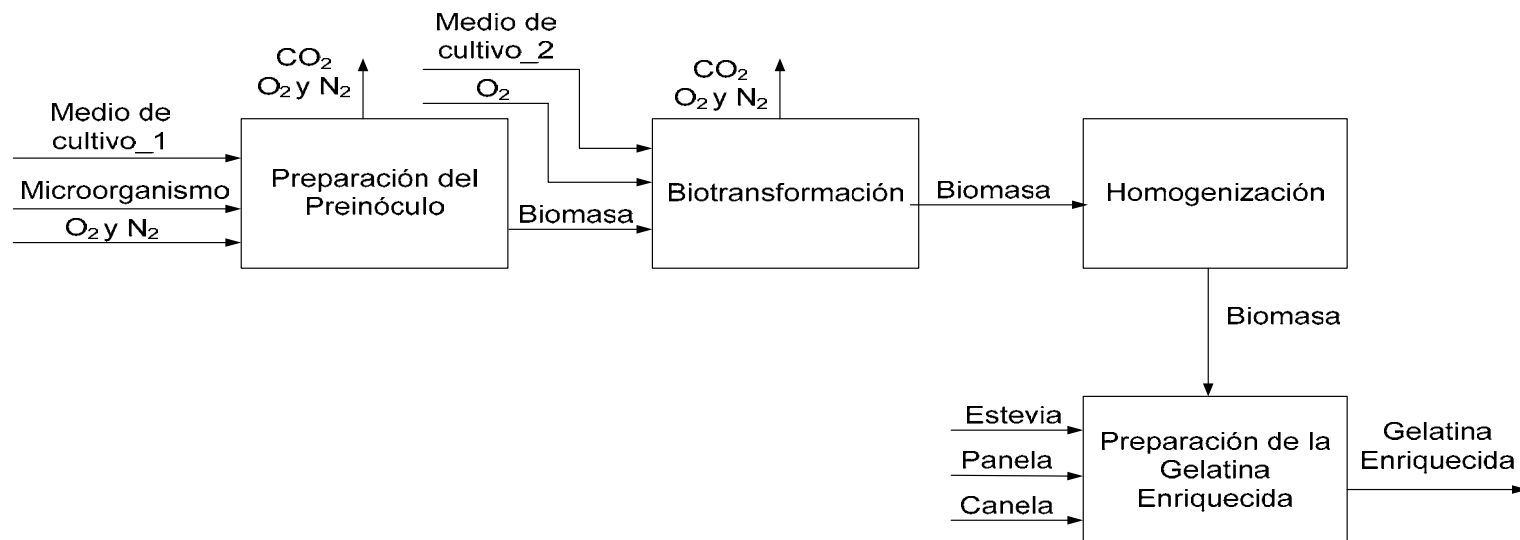 Medio de
cultivo_1
Microorganismo
O₂ y N₂
CO₂
O₂ y N₂
Preparación del
Preinóculo
Biomasa
Medio de
cultivo_2
O₂
CO₂
O₂ y N₂
Biotransformación
Biomasa
Homogenización
Biomasa
Estevia
Panela
Canela
Preparación de la
Gelatina
Enriquecida
Gelatina
Enriquecida